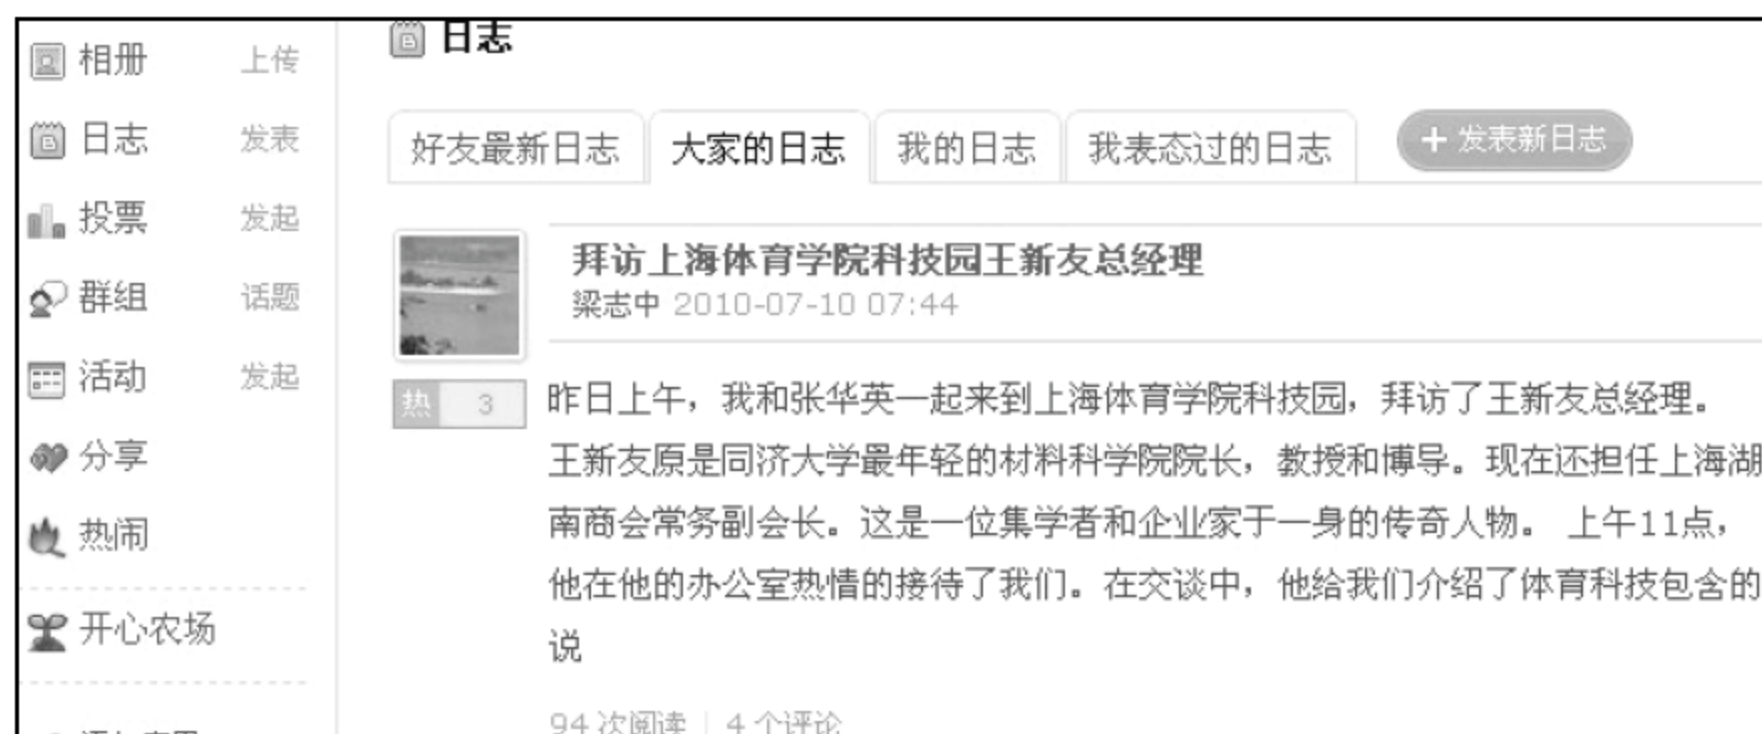 日志
相册 上传
日志 发表
投票 发起
群组 话题
活动 发起
分享
热闹
开心农场
好友最新日志 大家的日志 我的日志 我表态过的日志 + 发表新日志
拜访上海体育学院科技园王新友总经理
梁志中 2010-07-10 07:44
热 3
昨日上午，我和张华英一起来到上海体育学院科技园，拜访了王新友总经理。
王新友原是同济大学最年轻的材料科学院院长，教授和博导。现在还担任上海湖
南商会常务副会长。这是一位集学者和企业家于一身的传奇人物。 上午11点，
他在他的办公室热情的接待了我们。在交谈中，他给我们介绍了体育科技包含的
说
94 次阅读 | 4 个评论